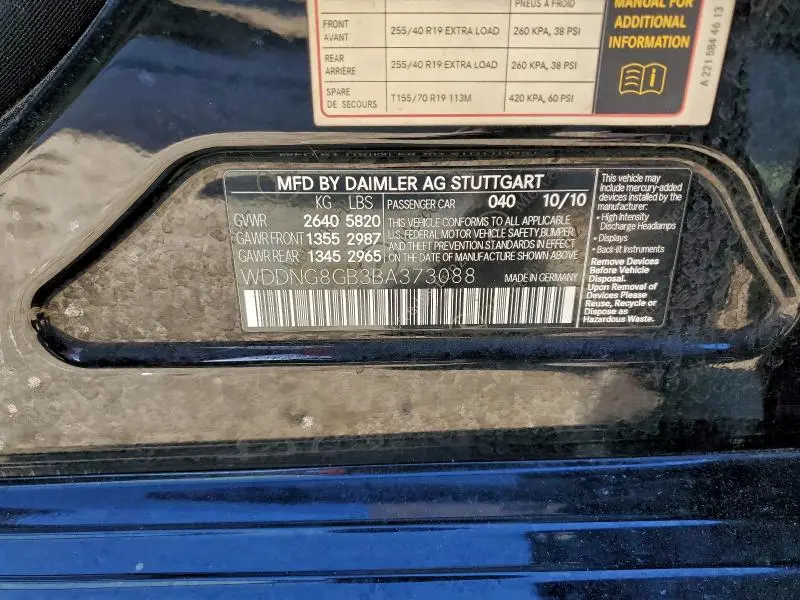 PNEUS A FROID
FRONT
AVANT
255/40 R19 EXTRA LOAD
260 KPA, 38 PSI
REAR
ARRIÈRE
255/40 R19 EXTRA LOAD
260 KPA, 38 PSI
SPARE
DE SECOURS
T155/70 R19 113M
420 KPA, 60 PSI
MANUAL FOR
ADDITIONAL
INFORMATION
A 221 584 46 13
MFD BY DAIMLER AG STUTTGART
KG LBS
GVWR 2640 5820
GAWR FRONT 1355 2987
GAWR REAR 1345 2965
PASSENGER CAR 040 10/10
THIS VEHICLE CONFORMS TO ALL APPLICABLE
U.S. FEDERAL MOTOR VEHICLE SAFETY, BUMPER,
AND THEFT PREVENTION STANDARDS IN EFFECT
ON THE DATE OF MANUFACTURE SHOWN ABOVE
WDDNG8GB3BA373088
MADE IN GERMANY
This vehicle may
include mercury-added
devices installed by the
manufacturer:
• High Intensity
Discharge Headlamps
• Displays
• Back-lit Instruments
Remove Devices
Before Vehicle
Disposal.
Upon Removal of
Devices Please
Reuse, Recycle or
Dispose as
Hazardous Waste.